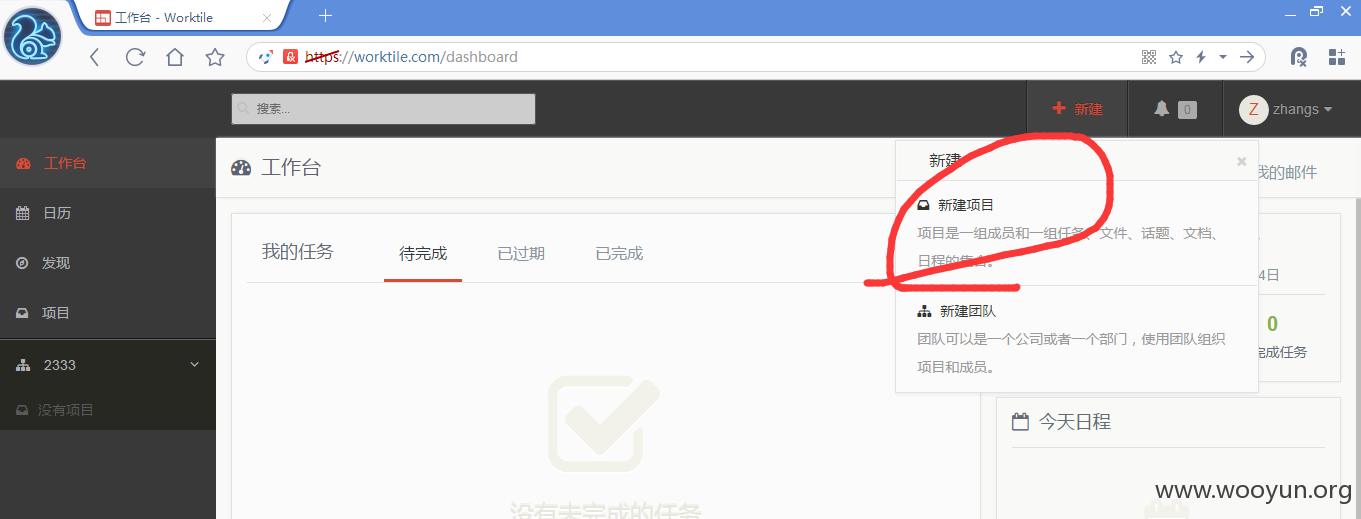 工作台 - Worktile
https://worktile.com/dashboard
搜索...
新建
0
Z
zhangs
工作台
日历
发现
项目
2333
没有项目
工作台
我的邮件
我的任务
待完成
已过期
已完成
没有未完成的任务
新建
新建项目
项目是一组成员和一组任务、文件、话题、文档、
日程的集合。
新建团队
团队可以是一个公司或者一个部门，使用团队组织
项目和成员。
4日
0
完成任务
今天日程
www.wooyun.org